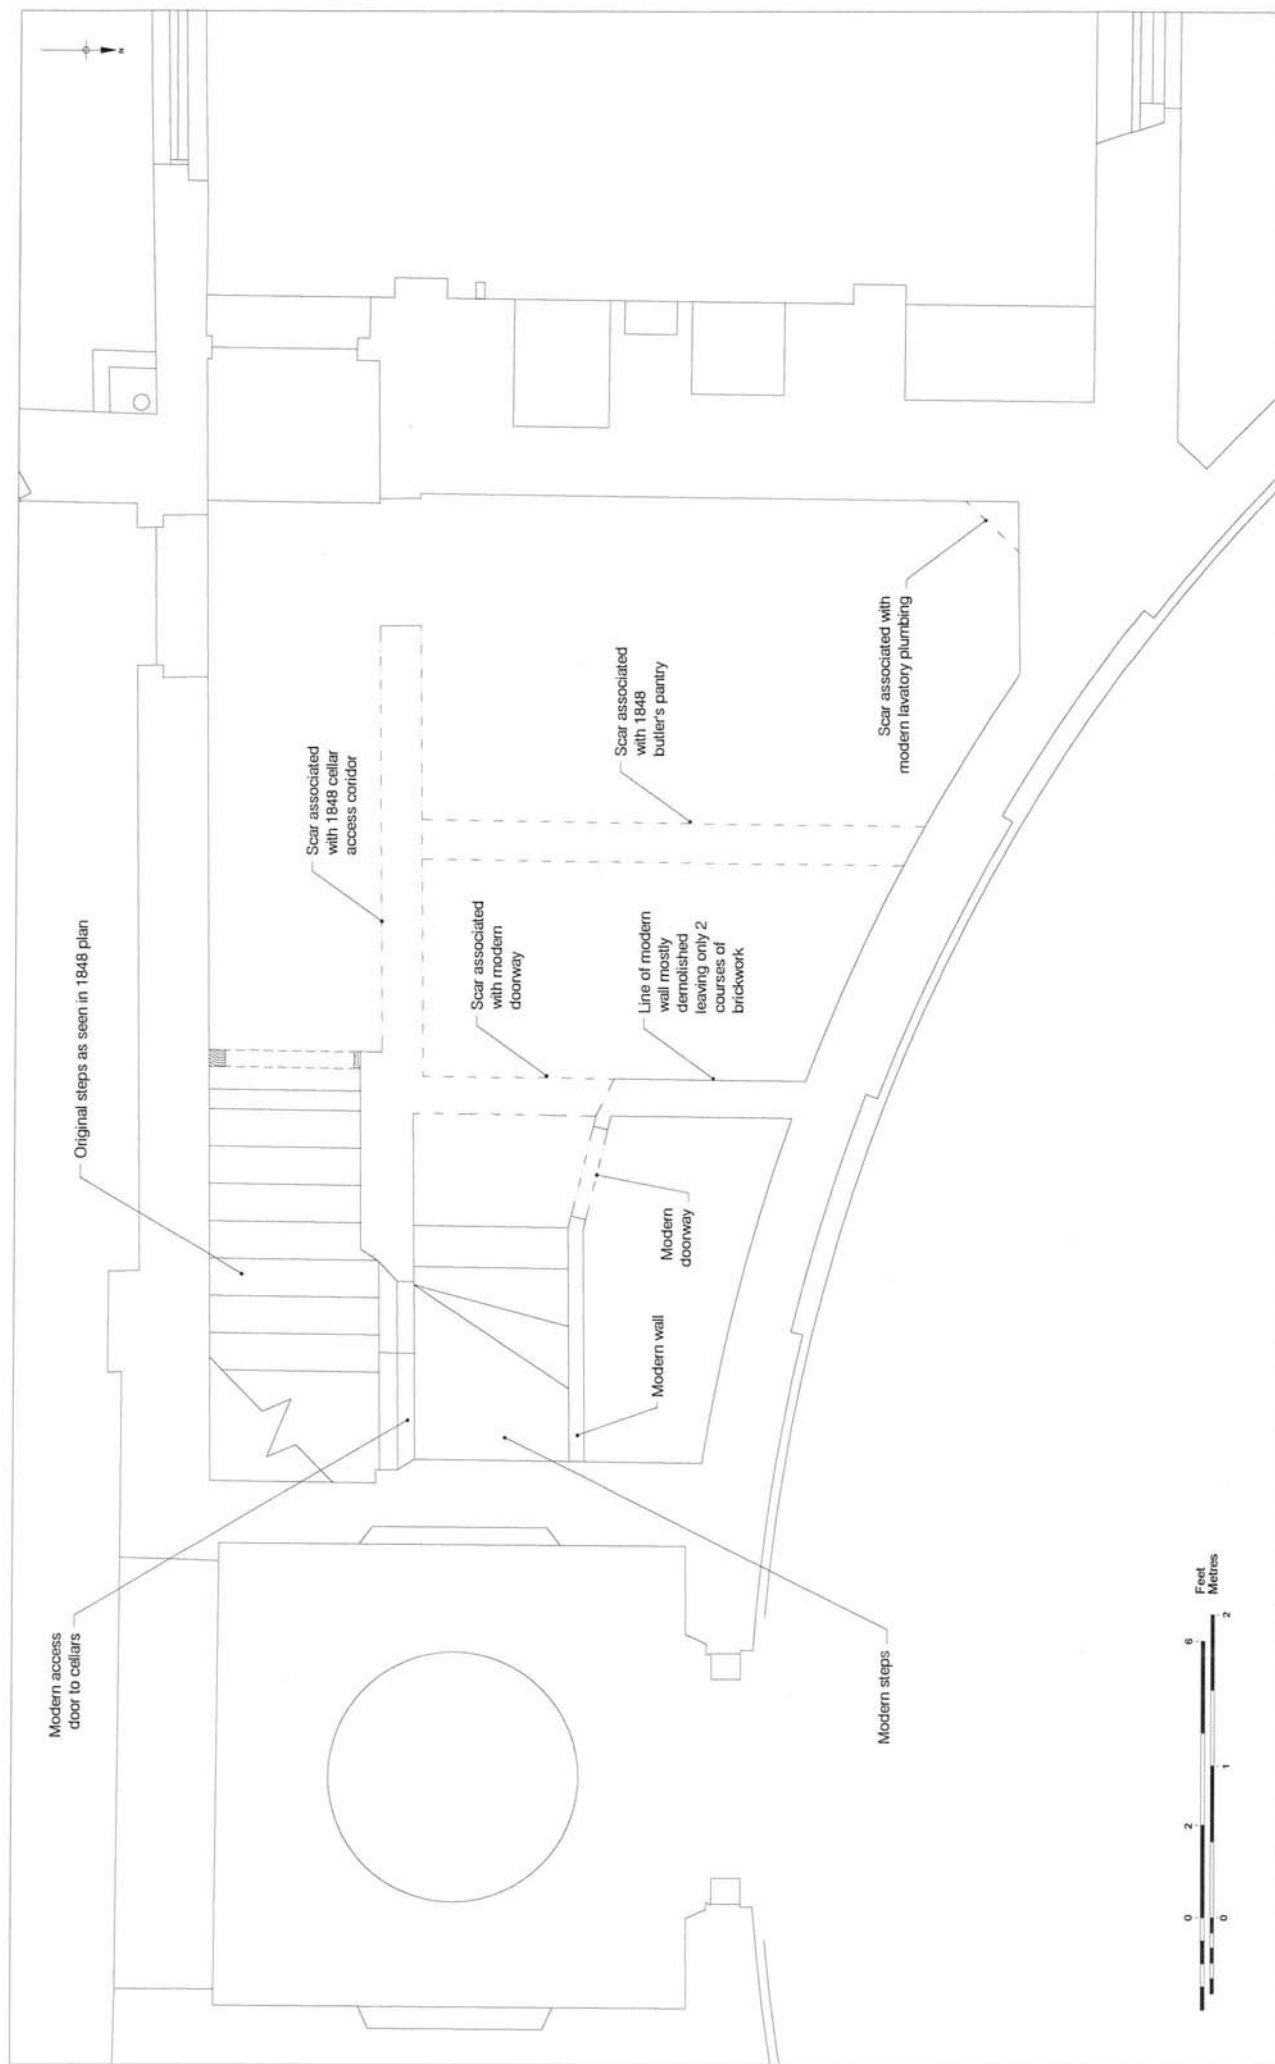 N
Original steps as seen in 1848 plan
Modern access
door to cellars
Scar associated
with 1848 cellar
access coridor
Scar associated
with modern
doorway
Scar associated
with 1848
butler's pantry
Line of modern
wall mostly
demolished
leaving only 2
courses of
brickwork
Scar associated with
modern lavatory plumbing
Modern
doorway
Modern wall
Modern steps
0 2 6
Feet
Metres
0 1 2